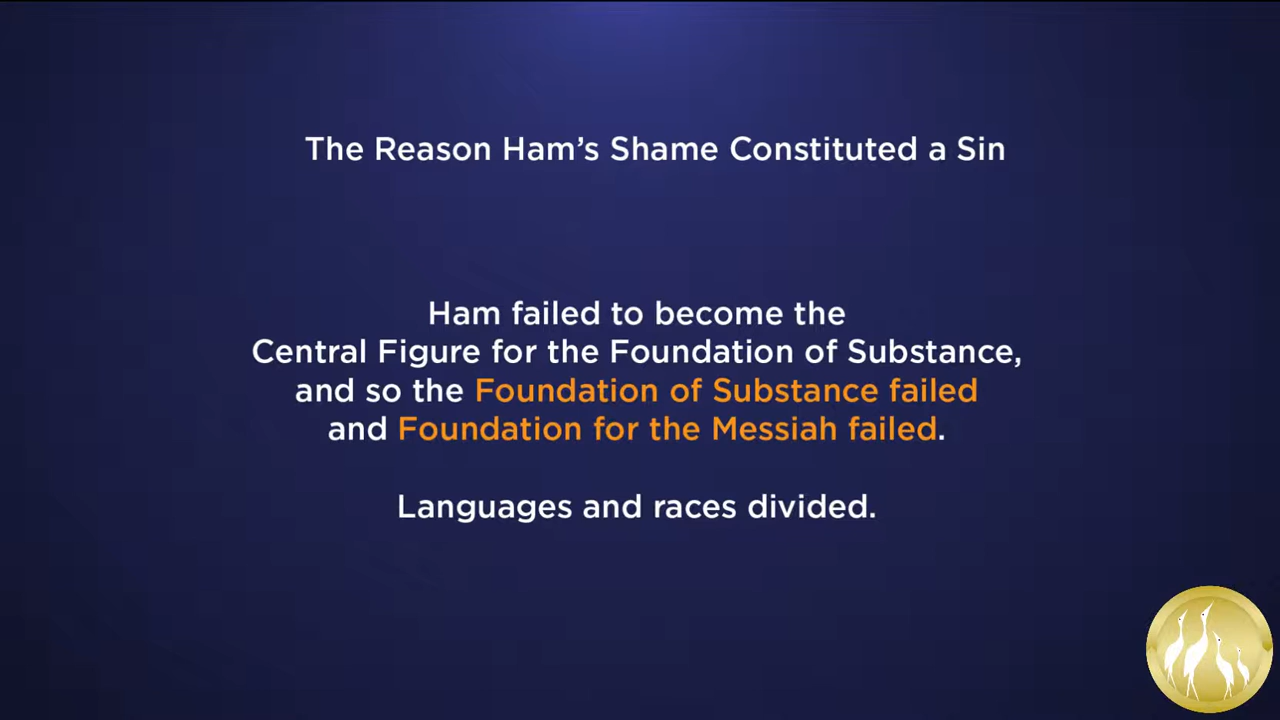 The Reason Ham’s Shame Constituted a Sin
Ham failed to become the
Central Figure for the Foundation of Substance,
and so the Foundation of Substance failed
and Foundation for the Messiah failed.
Languages and races divided.